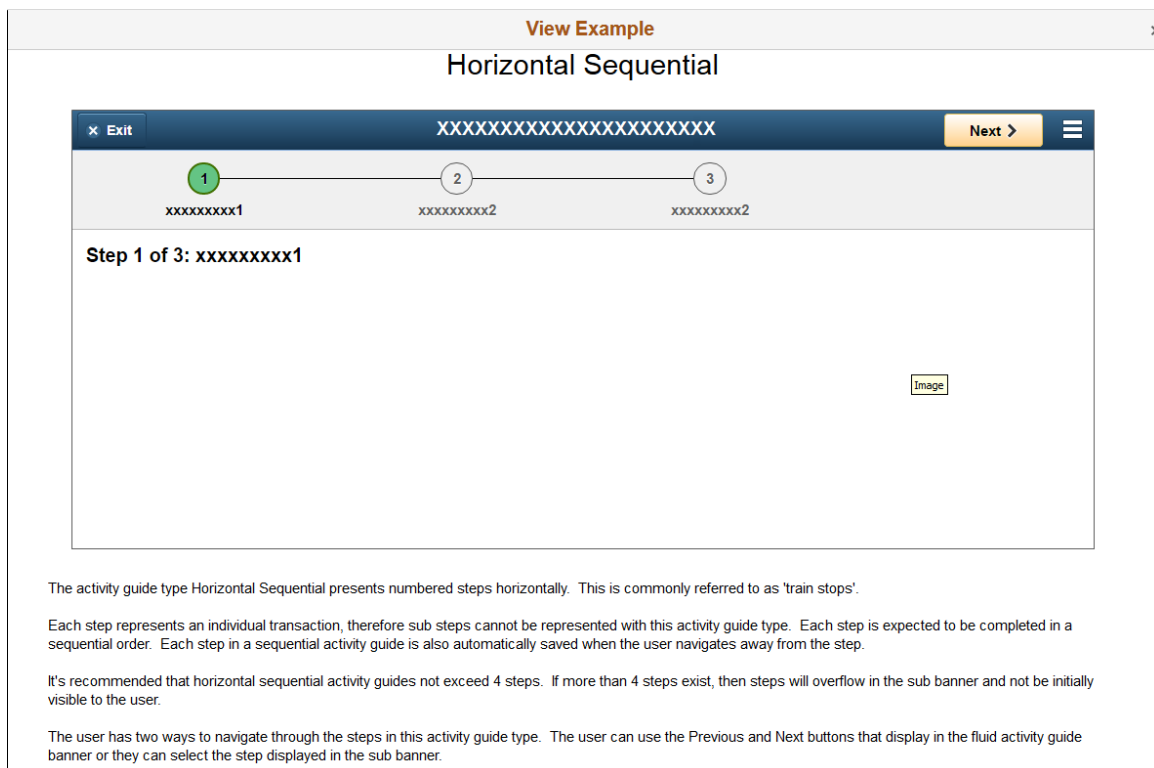 View Example
Horizontal Sequential
Exit
XXXXXXXXXXXXXXXXXXXXXX
Next
1
2
3
xxxxxxxxx1
xxxxxxxxx2
xxxxxxxxx2
Step 1 of 3: xxxxxxxxx1
Image
The activity guide type Horizontal Sequential presents numbered steps horizontally.  This is commonly referred to as 'train stops'.
Each step represents an individual transaction, therefore sub steps cannot be represented with this activity guide type.  Each step is expected to be completed in a
sequential order.  Each step in a sequential activity guide is also automatically saved when the user navigates away from the step.
It's recommended that horizontal sequential activity guides not exceed 4 steps.  If more than 4 steps exist, then steps will overflow in the sub banner and not be initially
visible to the user.
The user has two ways to navigate through the steps in this activity guide type.  The user can use the Previous and Next buttons that display in the fluid activity guide
banner or they can select the step displayed in the sub banner.